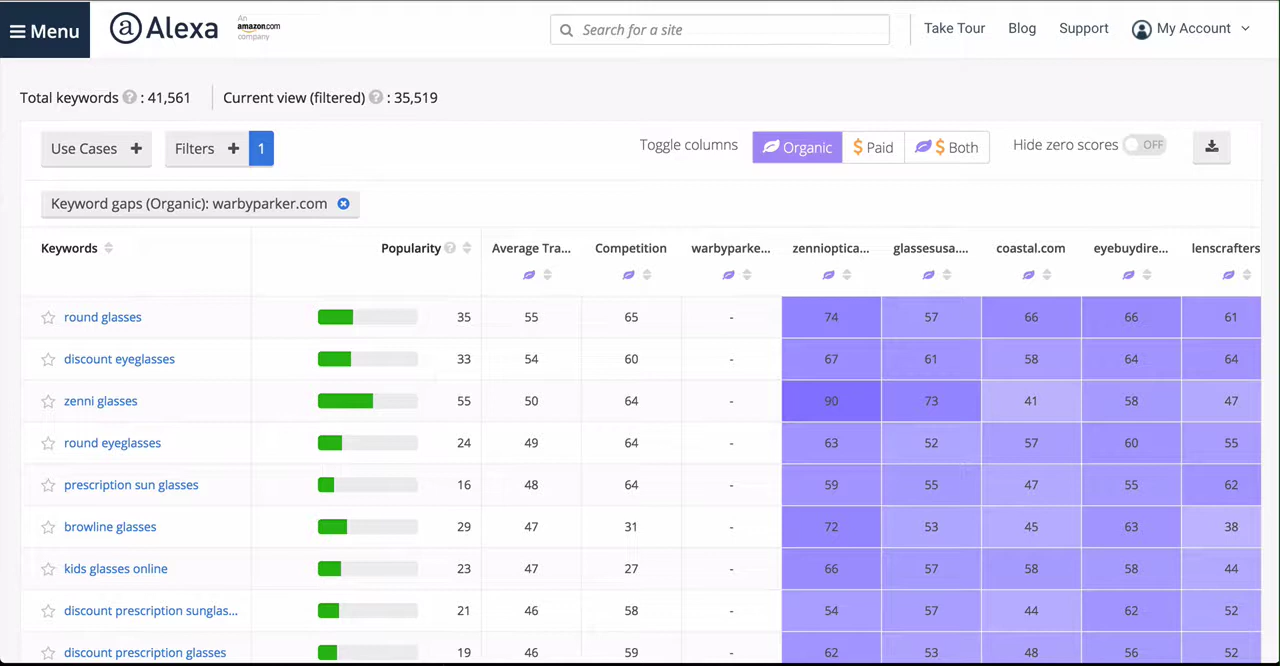 Menu
@ Alexa
An
amazon.com
company
Search for a site
Take Tour
Blog
Support
My Account
Total keywords ? : 41,561
Current view (filtered) ? : 35,519
Use Cases +
Filters + 1
Toggle columns
Organic
$ Paid
$ Both
Hide zero scores
OFF
Keyword gaps (Organic): warbyparker.com
Keywords Popularity ? Average Tra... Competition warbyparke... zennioptica... glassesusa.... coastal.com eyebuydire... lenscrafters
round glasses 35 55 65 - 74 57 66 66 61
discount eyeglasses 33 54 60 - 67 61 58 64 64
zenni glasses 55 50 64 - 90 73 41 58 47
round eyeglasses 24 49 64 - 63 52 57 60 55
prescription sun glasses 16 48 64 - 59 55 47 55 62
browline glasses 29 47 31 - 72 53 45 63 38
kids glasses online 23 47 27 - 66 57 58 58 44
discount prescription sunglas... 21 46 58 - 54 57 44 62 52
discount prescription glasses 19 46 59 - 62 53 48 56 52